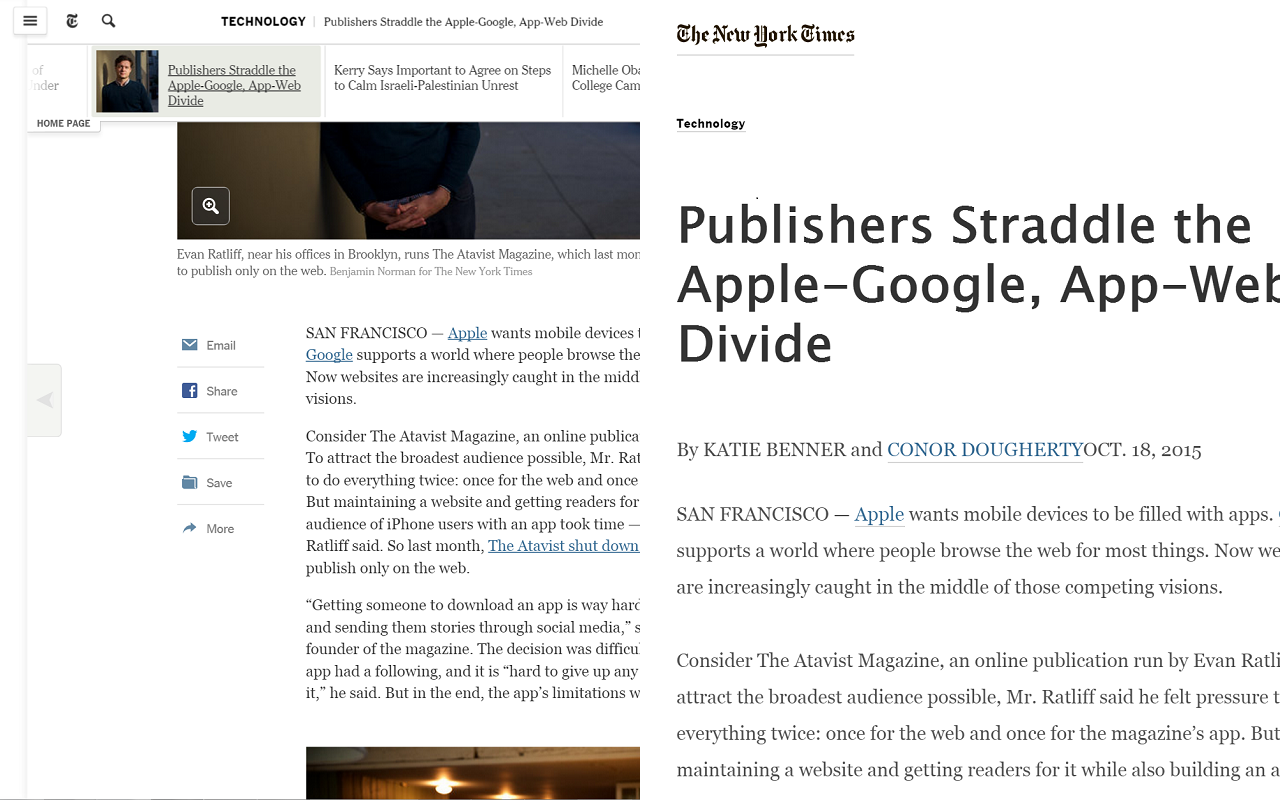 TECHNOLOGY | Publishers Straddle the Apple-Google, App-Web Divide
of
Publishers Straddle the
Apple-Google, App-Web
Divide
Kerry Says Important to Agree on Steps
to Calm Israeli-Palestinian Unrest
Michelle
College
HOME PAGE
Evan Ratliff, near his offices in Brooklyn, runs The Atavist Magazine, which last
to publish only on the web. Benjamin Norman for The New York Times
Email
Share
Tweet
Save
More
SAN FRANCISCO — Apple wants mobile devices
Google supports a world where people browse the
Now websites are increasingly caught in the
visions.
Consider The Atavist Magazine, an online
To attract the broadest audience possible, Mr.
to do everything twice: once for the web and once
But maintaining a website and getting readers for
audience of iPhone users with an app took time —
Ratliff said. So last month, The Atavist shut down
publish only on the web.
“Getting someone to download an app is way
and sending them stories through social media,”
founder of the magazine. The decision was
app had a following, and it is “hard to give up any
it,” he said. But in the end, the app’s limitations
The New York Times
Technology
Publishers Straddle the
Apple–Google, App–Web
Divide
By KATIE BENNER and CONOR DOUGHERTYOCT. 18, 2015
SAN FRANCISCO — Apple wants mobile devices to be filled with apps.
supports a world where people browse the web for most things. Now
are increasingly caught in the middle of those competing visions.
Consider The Atavist Magazine, an online publication run by Evan
attract the broadest audience possible, Mr. Ratliff said he felt pressure
everything twice: once for the web and once for the magazine’s app. But
maintaining a website and getting readers for it while also building an